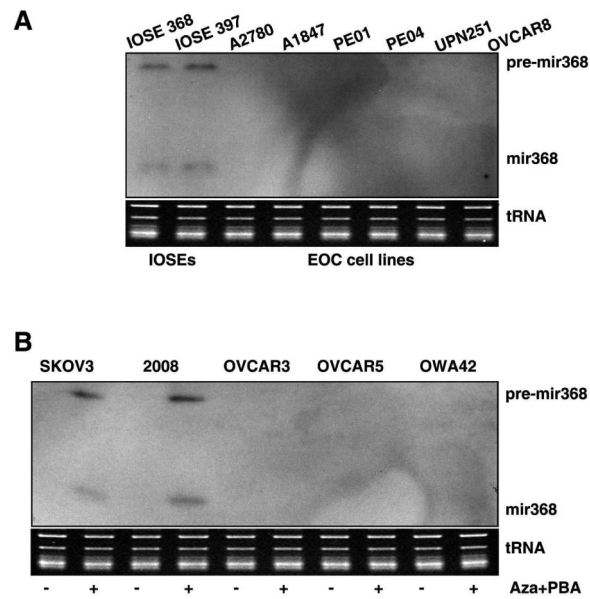 A
IOSE 368 IOSE 397 A2780 A1847 PE01 PE04 UPN251 OVCAR8
pre-mir368
mir368
tRNA
IOSEs EOC cell lines
B
SKOV3 2008 OVCAR3 OVCAR5 OWA42
pre-mir368
mir368
tRNA
- + - + - + - + - + Aza+PBA